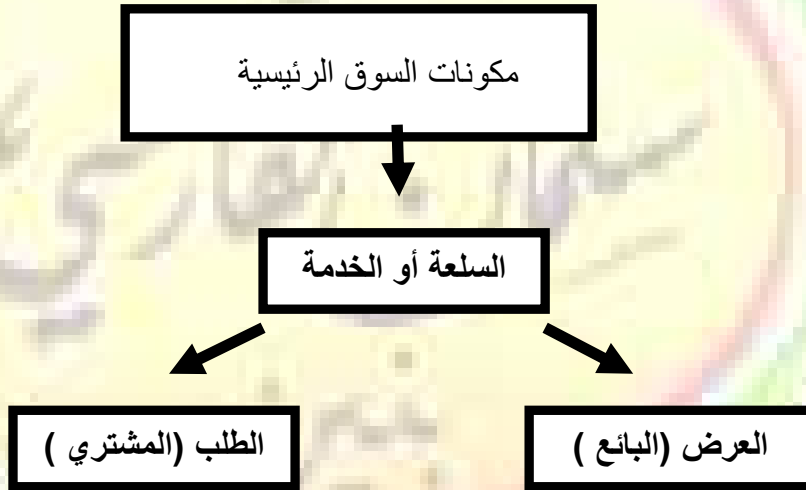 مكونات السوق الرئيسية
السلعة أو الخدمة
العرض (البائع )
الطلب (المشتري )